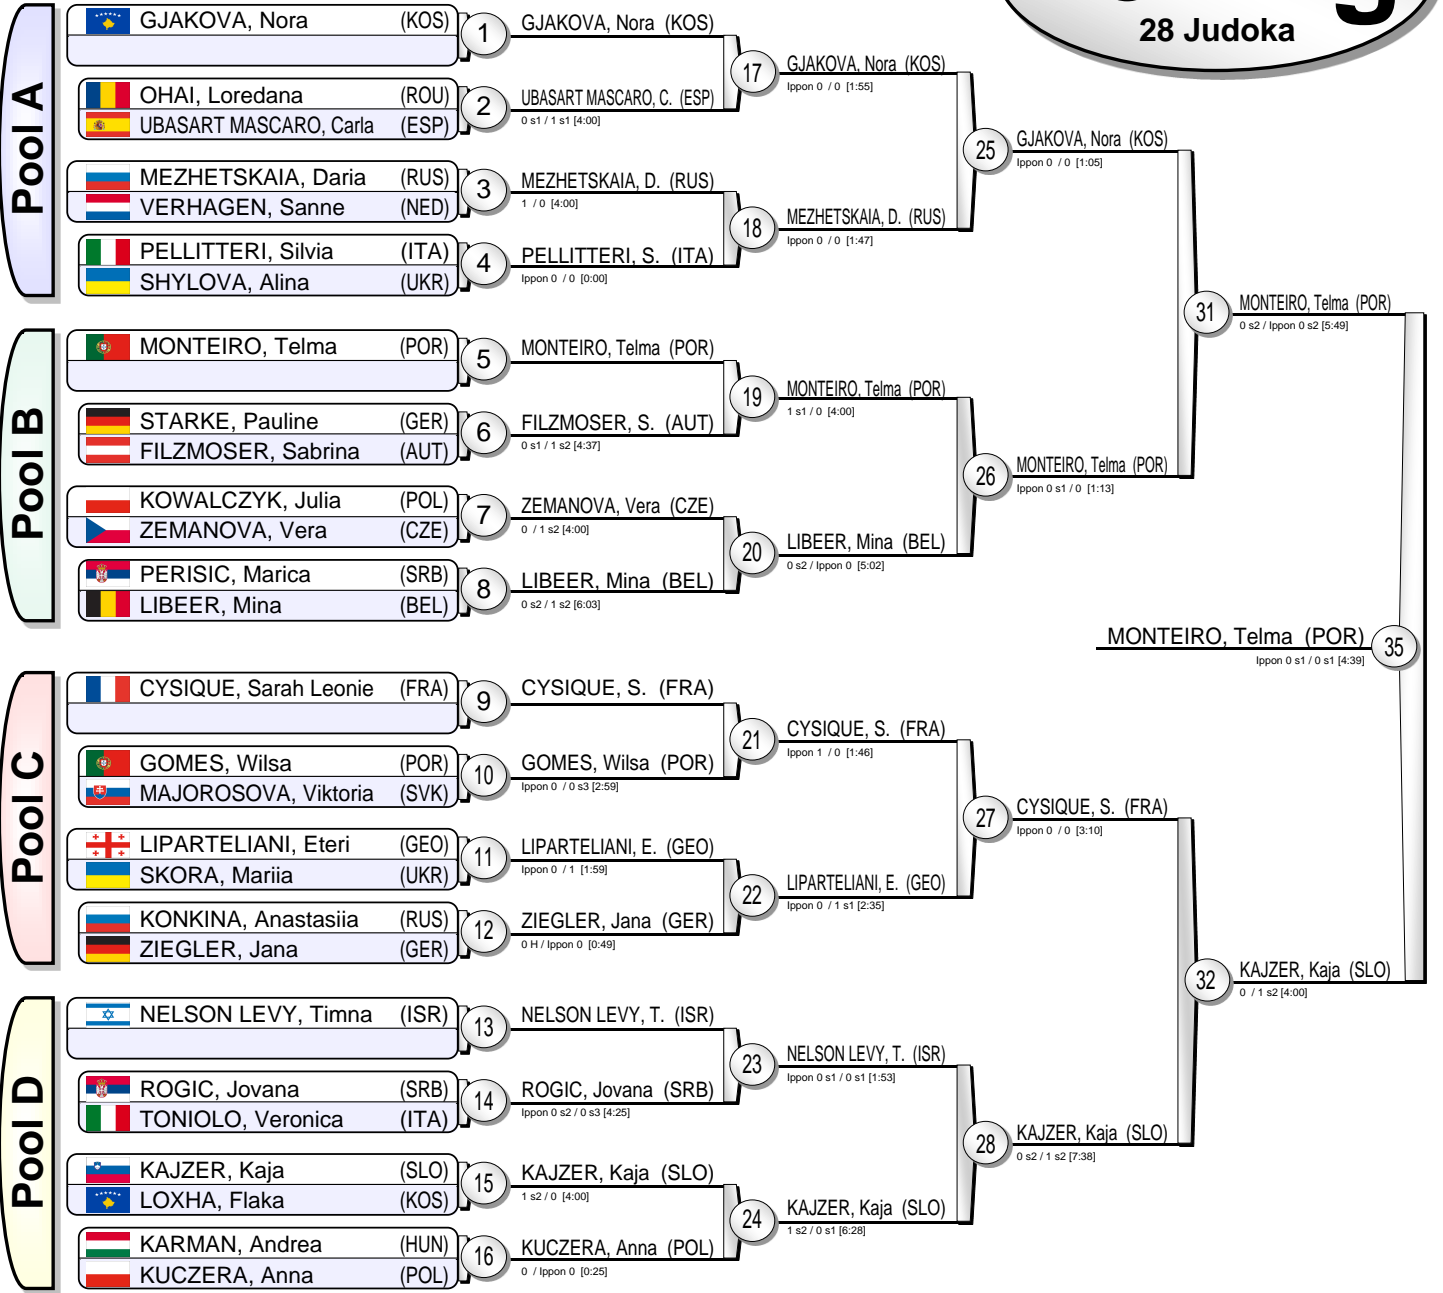 28 Judoka
Pool A
GJAKOVA, Nora (KOS)
OHAI, Loredana (ROU)
UBASART MASCARO, Carla (ESP)
MEZHETSKAIA, Daria (RUS)
VERHAGEN, Sanne (NED)
PELLITTERI, Silvia (ITA)
SHYLOVA, Alina (UKR)
Pool B
MONTEIRO, Telma (POR)
STARKE, Pauline (GER)
FILZMOSER, Sabrina (AUT)
KOWALCZYK, Julia (POL)
ZEMANOVA, Vera (CZE)
PERISIC, Marica (SRB)
LIBEER, Mina (BEL)
Pool C
CYSIQUE, Sarah Leonie (FRA)
GOMES, Wilsa (POR)
MAJOROSOVA, Viktoria (SVK)
LIPARTELIANI, Eteri (GEO)
SKORA, Mariia (UKR)
KONKINA, Anastasiia (RUS)
ZIEGLER, Jana (GER)
Pool D
NELSON LEVY, Timna (ISR)
ROGIC, Jovana (SRB)
TONIOLO, Veronica (ITA)
KAJZER, Kaja (SLO)
LOXHA, Flaka (KOS)
KARMAN, Andrea (HUN)
KUCZERA, Anna (POL)
1 GJAKOVA, Nora (KOS)
2 UBASART MASCARO, C. (ESP)
0 s1 / 1 s1 [4:00]
3 MEZHETSKAIA, D. (RUS)
1 / 0 [4:00]
4 PELLITTERI, S. (ITA)
Ippon 0 / 0 [0:00]
5 MONTEIRO, Telma (POR)
6 FILZMOSER, S. (AUT)
0 s1 / 1 s2 [4:37]
7 ZEMANOVA, Vera (CZE)
0 / 1 s2 [4:00]
8 LIBEER, Mina (BEL)
0 s2 / 1 s2 [6:03]
9 CYSIQUE, S. (FRA)
10 GOMES, Wilsa (POR)
Ippon 0 / 0 s3 [2:59]
11 LIPARTELIANI, E. (GEO)
Ippon 0 / 1 [1:59]
12 ZIEGLER, Jana (GER)
0 H / Ippon 0 [0:49]
13 NELSON LEVY, T. (ISR)
14 ROGIC, Jovana (SRB)
Ippon 0 s2 / 0 s3 [4:25]
15 KAJZER, Kaja (SLO)
1 s2 / 0 [4:00]
16 KUCZERA, Anna (POL)
0 / Ippon 0 [0:25]
17 GJAKOVA, Nora (KOS)
Ippon 0 / 0 [1:55]
18 MEZHETSKAIA, D. (RUS)
Ippon 0 / 0 [1:47]
19 MONTEIRO, Telma (POR)
1 s1 / 0 [4:00]
20 LIBEER, Mina (BEL)
0 s2 / Ippon 0 [5:02]
21 CYSIQUE, S. (FRA)
Ippon 1 / 0 [1:46]
22 LIPARTELIANI, E. (GEO)
Ippon 0 / 1 s1 [2:35]
23 NELSON LEVY, T. (ISR)
Ippon 0 s1 / 0 s1 [1:53]
24 KAJZER, Kaja (SLO)
1 s2 / 0 s1 [6:28]
25 GJAKOVA, Nora (KOS)
Ippon 0 / 0 [1:05]
26 MONTEIRO, Telma (POR)
Ippon 0 s1 / 0 [1:13]
27 CYSIQUE, S. (FRA)
Ippon 0 / 0 [3:10]
28 KAJZER, Kaja (SLO)
0 s2 / 1 s2 [7:38]
31 MONTEIRO, Telma (POR)
0 s2 / Ippon 0 s2 [5:49]
32 KAJZER, Kaja (SLO)
0 / 1 s2 [4:00]
MONTEIRO, Telma (POR) 35
Ippon 0 s1 / 0 s1 [4:39]